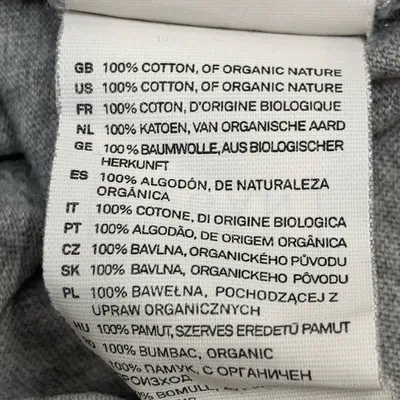 GB 100% COTTON, OF ORGANIC NATURE
US 100% COTTON, OF ORGANIC NATURE
FR 100% COTON, D'ORIGINE BIOLOGIQUE
NL 100% KATOEN, VAN ORGANISCHE AARD
GE 100% BAUMWOLLE, AUS BIOLOGISCHER
HERKUNFT
ES 100% ALGODÓN, DE NATURALEZA
ORGÁNICA
IT 100% COTONE, DI ORIGINE BIOLOGICA
PT 100% ALGODÃO, DE ORIGEM ORGÂNICA
CZ 100% BAVLNA, ORGANICKÉHO PŮVODU
SK 100% BAVLNA, ORGANICKEHO PÔVODU
PL 100% BAWEŁNA, POCHODZĄCEJ Z
UPRAW ORGANICZNYCH
HU 100% PAMUT, SZERVES EREDETŰ PAMUT
100% BUMBAC, ORGANIC
100% ПАМУК, С ОРГАНИЧЕН
ПРОИЗХОД
100% BOMULL,